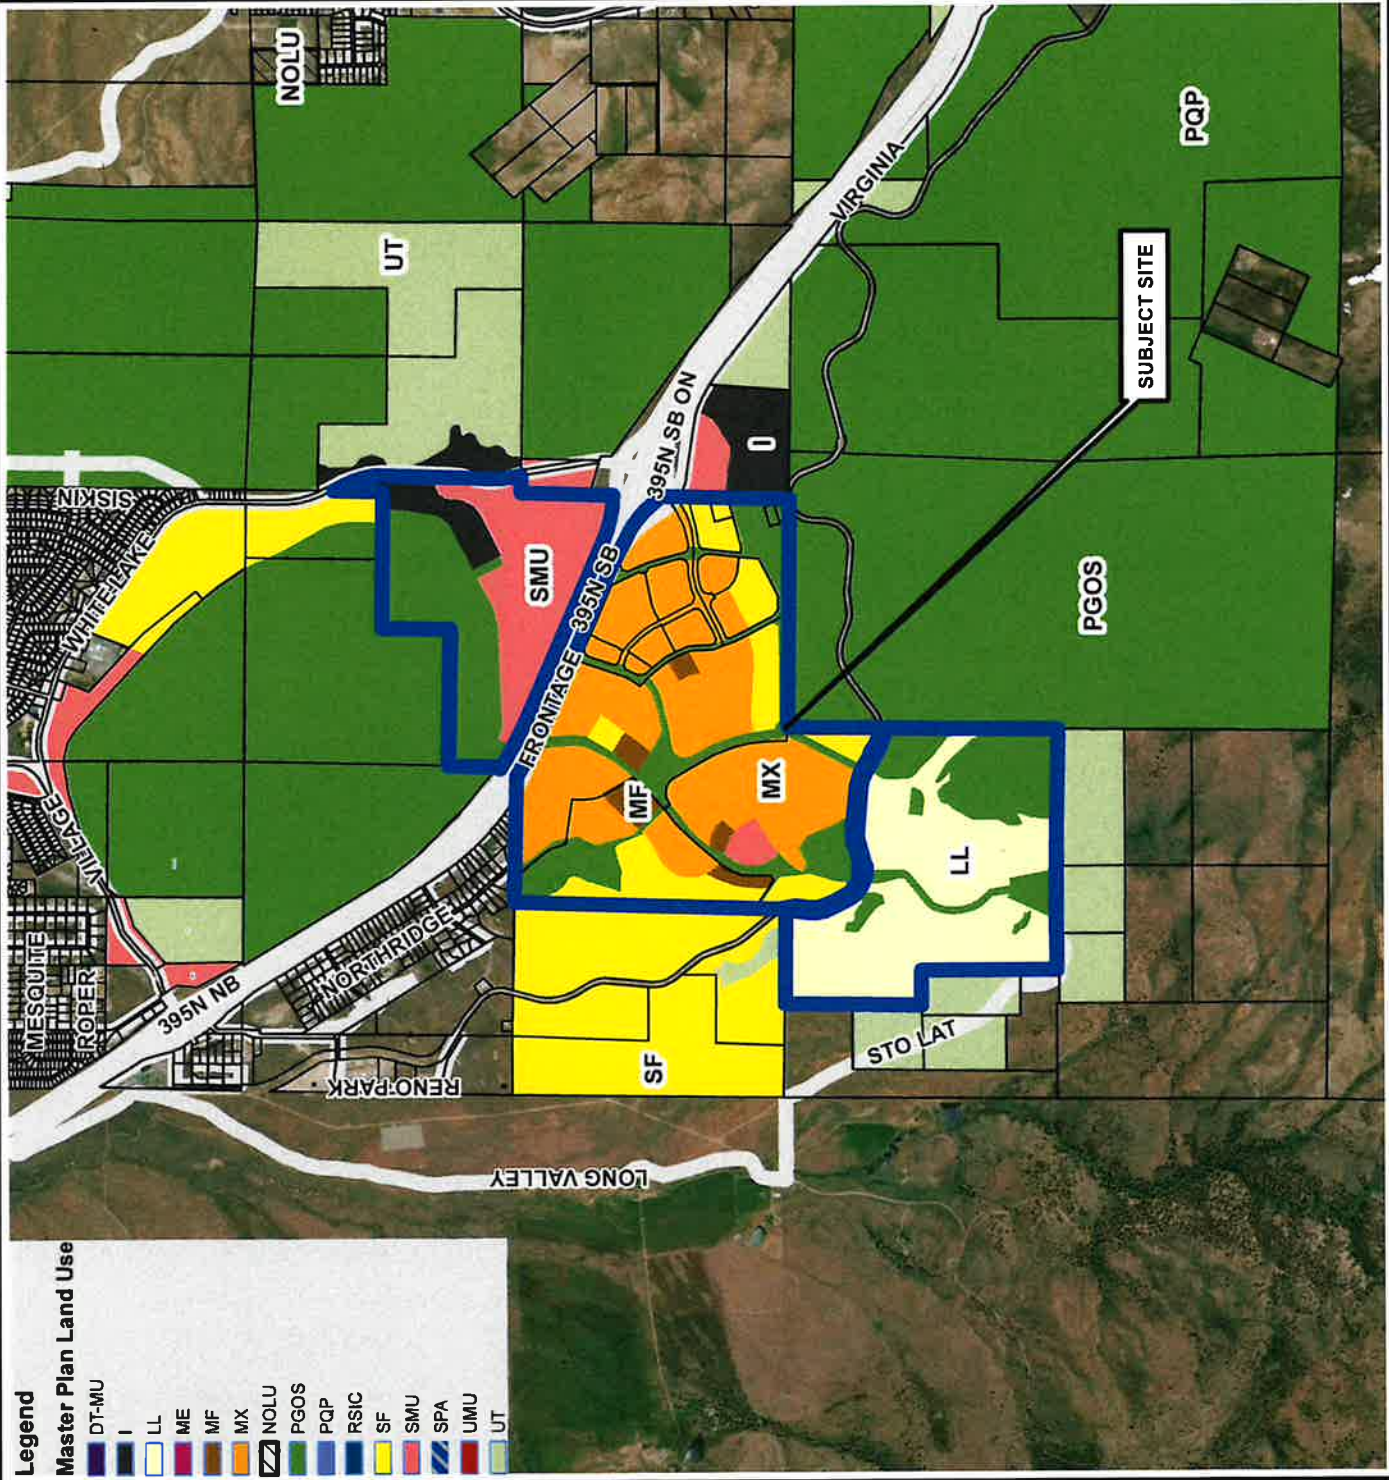 Legend
Master Plan Land Use
DT-MU
I
LL
ME
MF
MX
NOLU
PGOS
PQP
RSIC
SF
SMU
SPA
UMU
UT
MESQUITE
ROPER
VILLAGE
WHITE LAKE
SISKIN
NOLU
UT
395N NB
NORTHRIDGE
RENO PARK
LONG VALLEY
SMU
FRONTAGE
395N SB
395N SB ON
VIRGINIA
I
PQP
SF
MF
MX
LL
STO LAT
PGOS
SUBJECT SITE